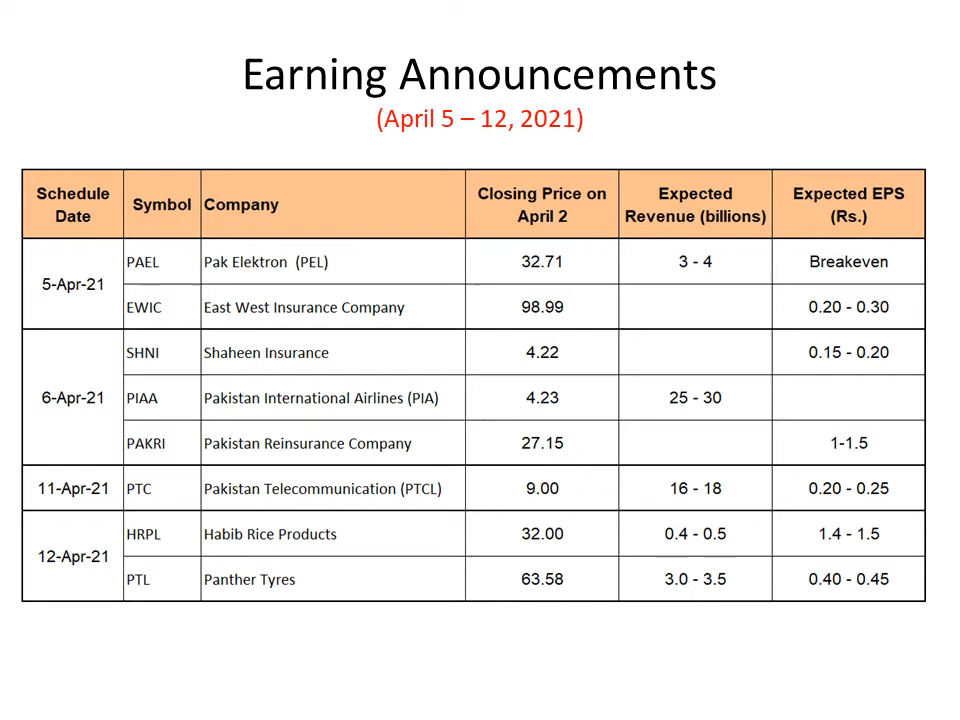 Earning Announcements
(April 5 – 12, 2021)
Schedule Date Symbol Company Closing Price on April 2 Expected Revenue (billions) Expected EPS (Rs.)
5-Apr-21 PAEL Pak Elektron (PEL) 32.71 3 - 4 Breakeven
EWIC East West Insurance Company 98.99 0.20 - 0.30
6-Apr-21 SHNI Shaheen Insurance 4.22 0.15 - 0.20
PIAA Pakistan International Airlines (PIA) 4.23 25 - 30
PAKRI Pakistan Reinsurance Company 27.15 1-1.5
11-Apr-21 PTC Pakistan Telecommunication (PTCL) 9.00 16 - 18 0.20 - 0.25
12-Apr-21 HRPL Habib Rice Products 32.00 0.4 - 0.5 1.4 - 1.5
PTL Panther Tyres 63.58 3.0 - 3.5 0.40 - 0.45